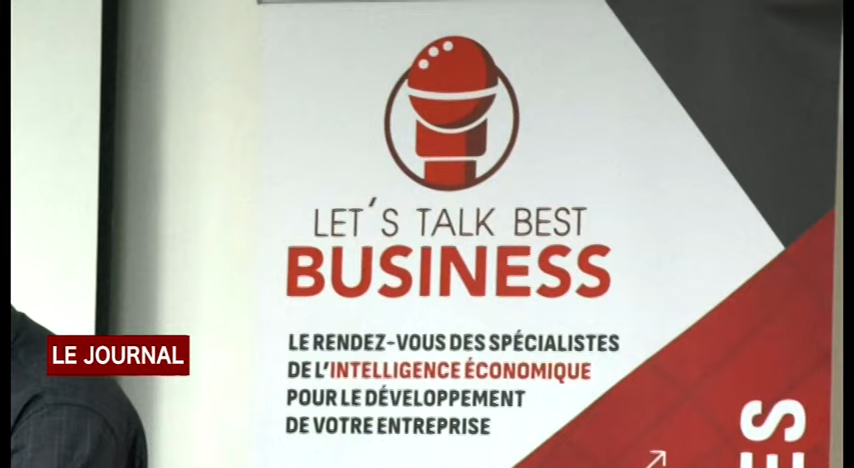 LET'S TALK BEST
BUSINESS
LE RENDEZ-VOUS DES SPÉCIALISTES
DE L'INTELLIGENCE ÉCONOMIQUE
POUR LE DÉVELOPPEMENT
DE VOTRE ENTREPRISE
LE JOURNAL